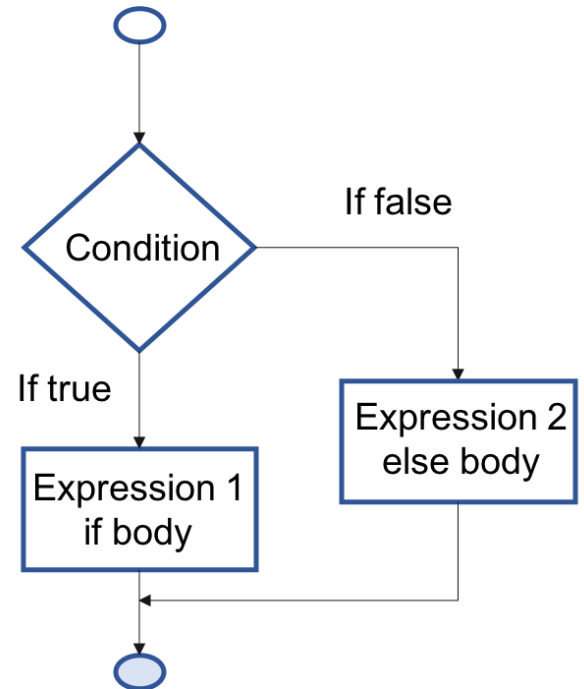 If false
Condition
If true
Expression 2
else body
Expression 1
if body